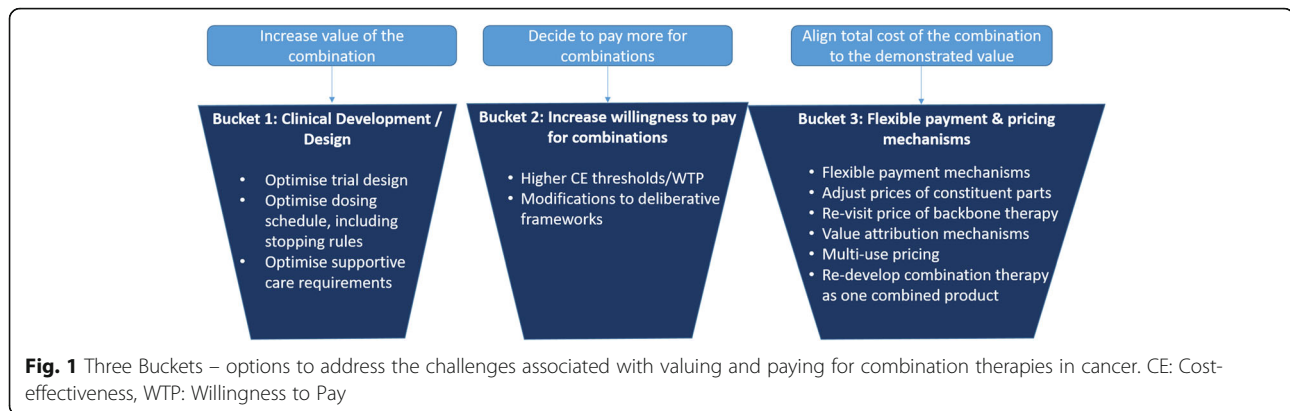 Increase value of the
combination
Decide to pay more for
combinations
Align total cost of the combination
to the demonstrated value
Bucket 1: Clinical Development /
Design
• Optimise trial design
• Optimise dosing
schedule, including
stopping rules
• Optimise supportive
care requirements
Bucket 2: Increase willingness to pay
for combinations
• Higher CE thresholds/WTP
• Modifications to deliberative
frameworks
Bucket 3: Flexible payment & pricing
mechanisms
• Flexible payment mechanisms
• Adjust prices of constituent parts
• Re-visit price of backbone therapy
• Value attribution mechanisms
• Multi-use pricing
• Re-develop combination therapy
as one combined product
Fig. 1 Three Buckets – options to address the challenges associated with valuing and paying for combination therapies in cancer. CE: Cost-
effectiveness, WTP: Willingness to Pay